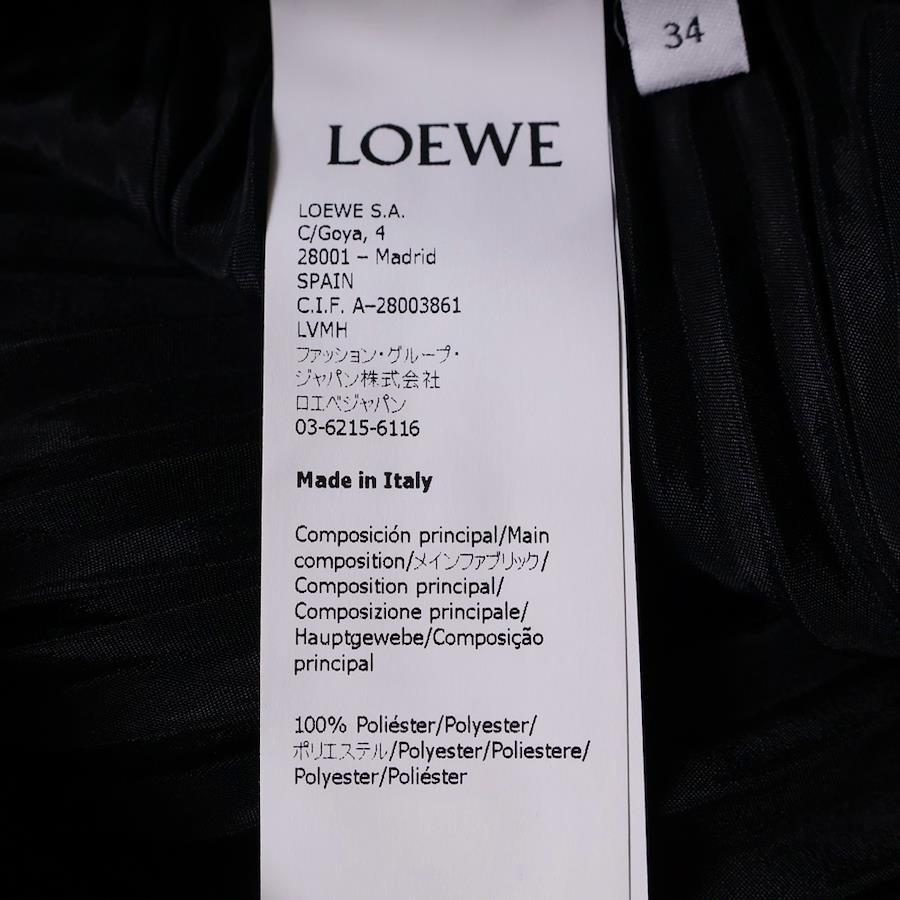 34
LOEWE
LOEWE S.A.
C/Goya, 4
28001 – Madrid
SPAIN
C.I.F. A–28003861
LVMH
ファッション・グループ・
ジャパン株式会社
ロエベジャパン
03-6215-6116
Made in Italy
Composición principal/Main
composition/メインファブリック/
Composition principal/
Composizione principale/
Hauptgewebe/Composição
principal
100% Poliéster/Polyester/
ポリエステル/Polyester/Poliestere/
Polyester/Poliéster